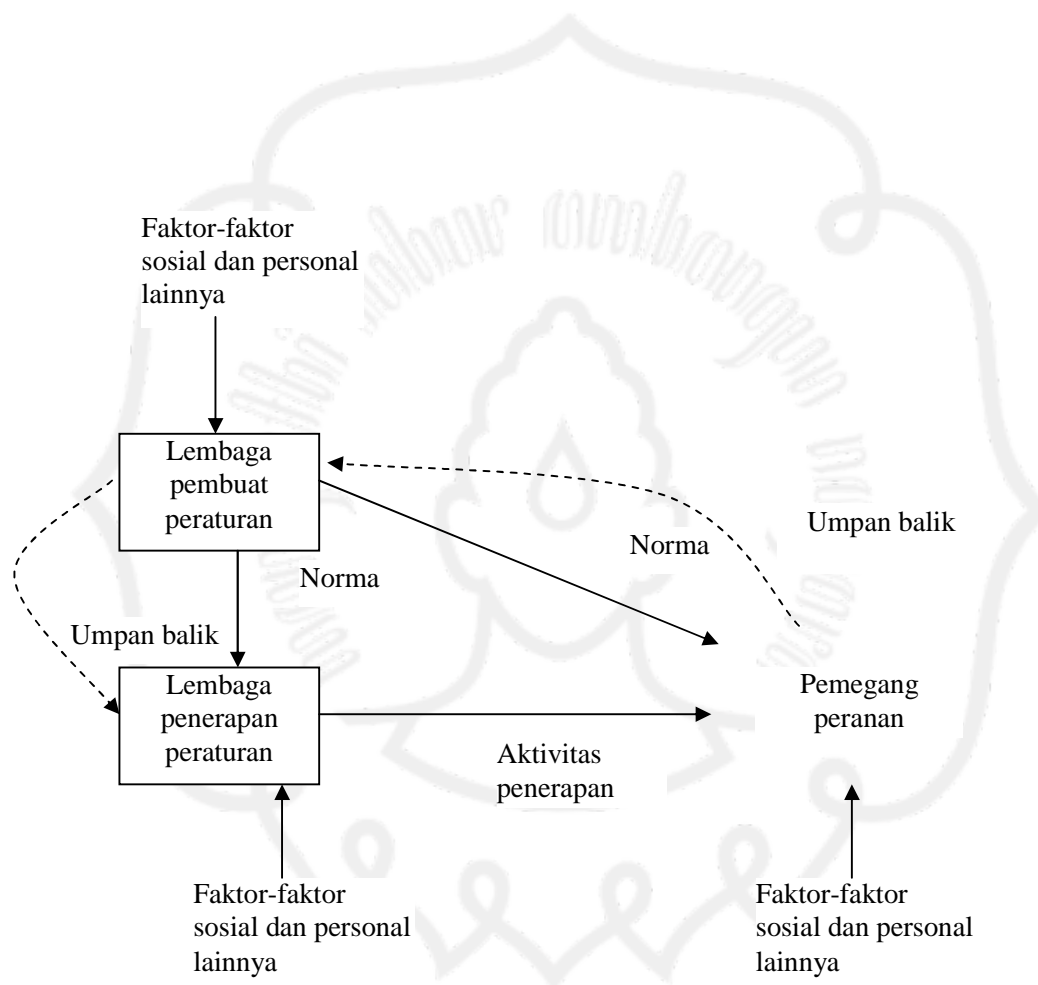 Faktor-faktor
sosial dan personal
lainnya
Lembaga
pembuat
peraturan
Umpan balik
Norma
Norma
Umpan balik
Lembaga
penerapan
peraturan
Pemegang
peranan
Aktivitas
penerapan
Faktor-faktor
sosial dan personal
lainnya
Faktor-faktor
sosial dan personal
lainnya